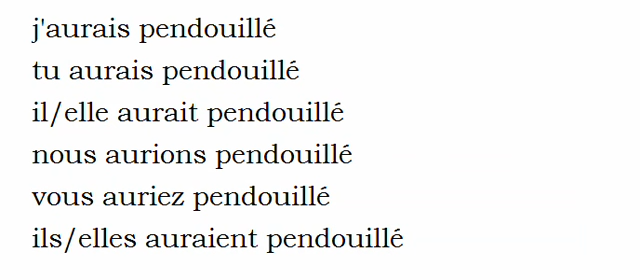 j'aurais pendouillé
tu aurais pendouillé
il/elle aurait pendouillé
nous aurions pendouillé
vous auriez pendouillé
ils/elles auraient pendouillé